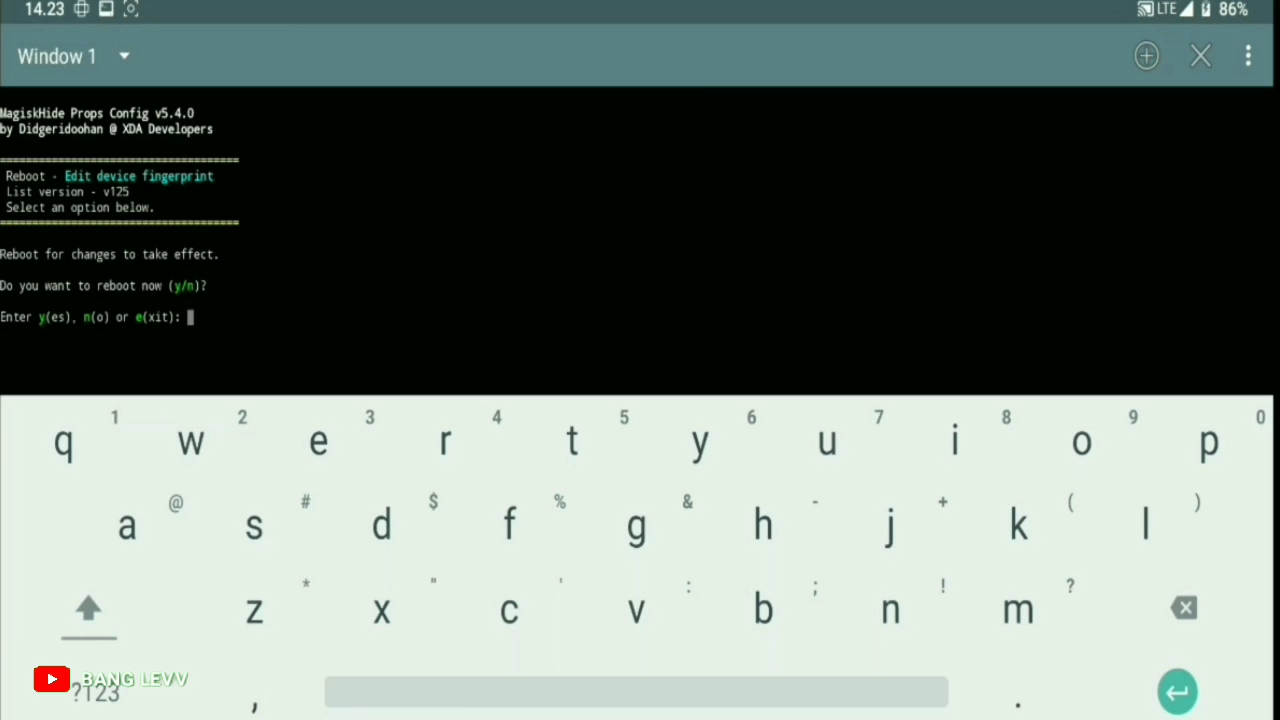 14.23 LTE 86%
Window 1
MagiskHide Props Config v5.4.0
by Didgeridoohan @ XDA Developers
=====================================
Reboot - Edit device fingerprint
List version - v125
Select an option below.
=====================================
Reboot for changes to take effect.
Do you want to reboot now (y/n)?
Enter y(es), n(o) or e(xit):
1 2 3 4 5 6 7 8 9 0
q w e r t y u i o p
@ # $ % & - + ( )
a s d f g h j k l
* " ' : ; ! ?
z x c v b n m
BANG LEVV
?123 , .